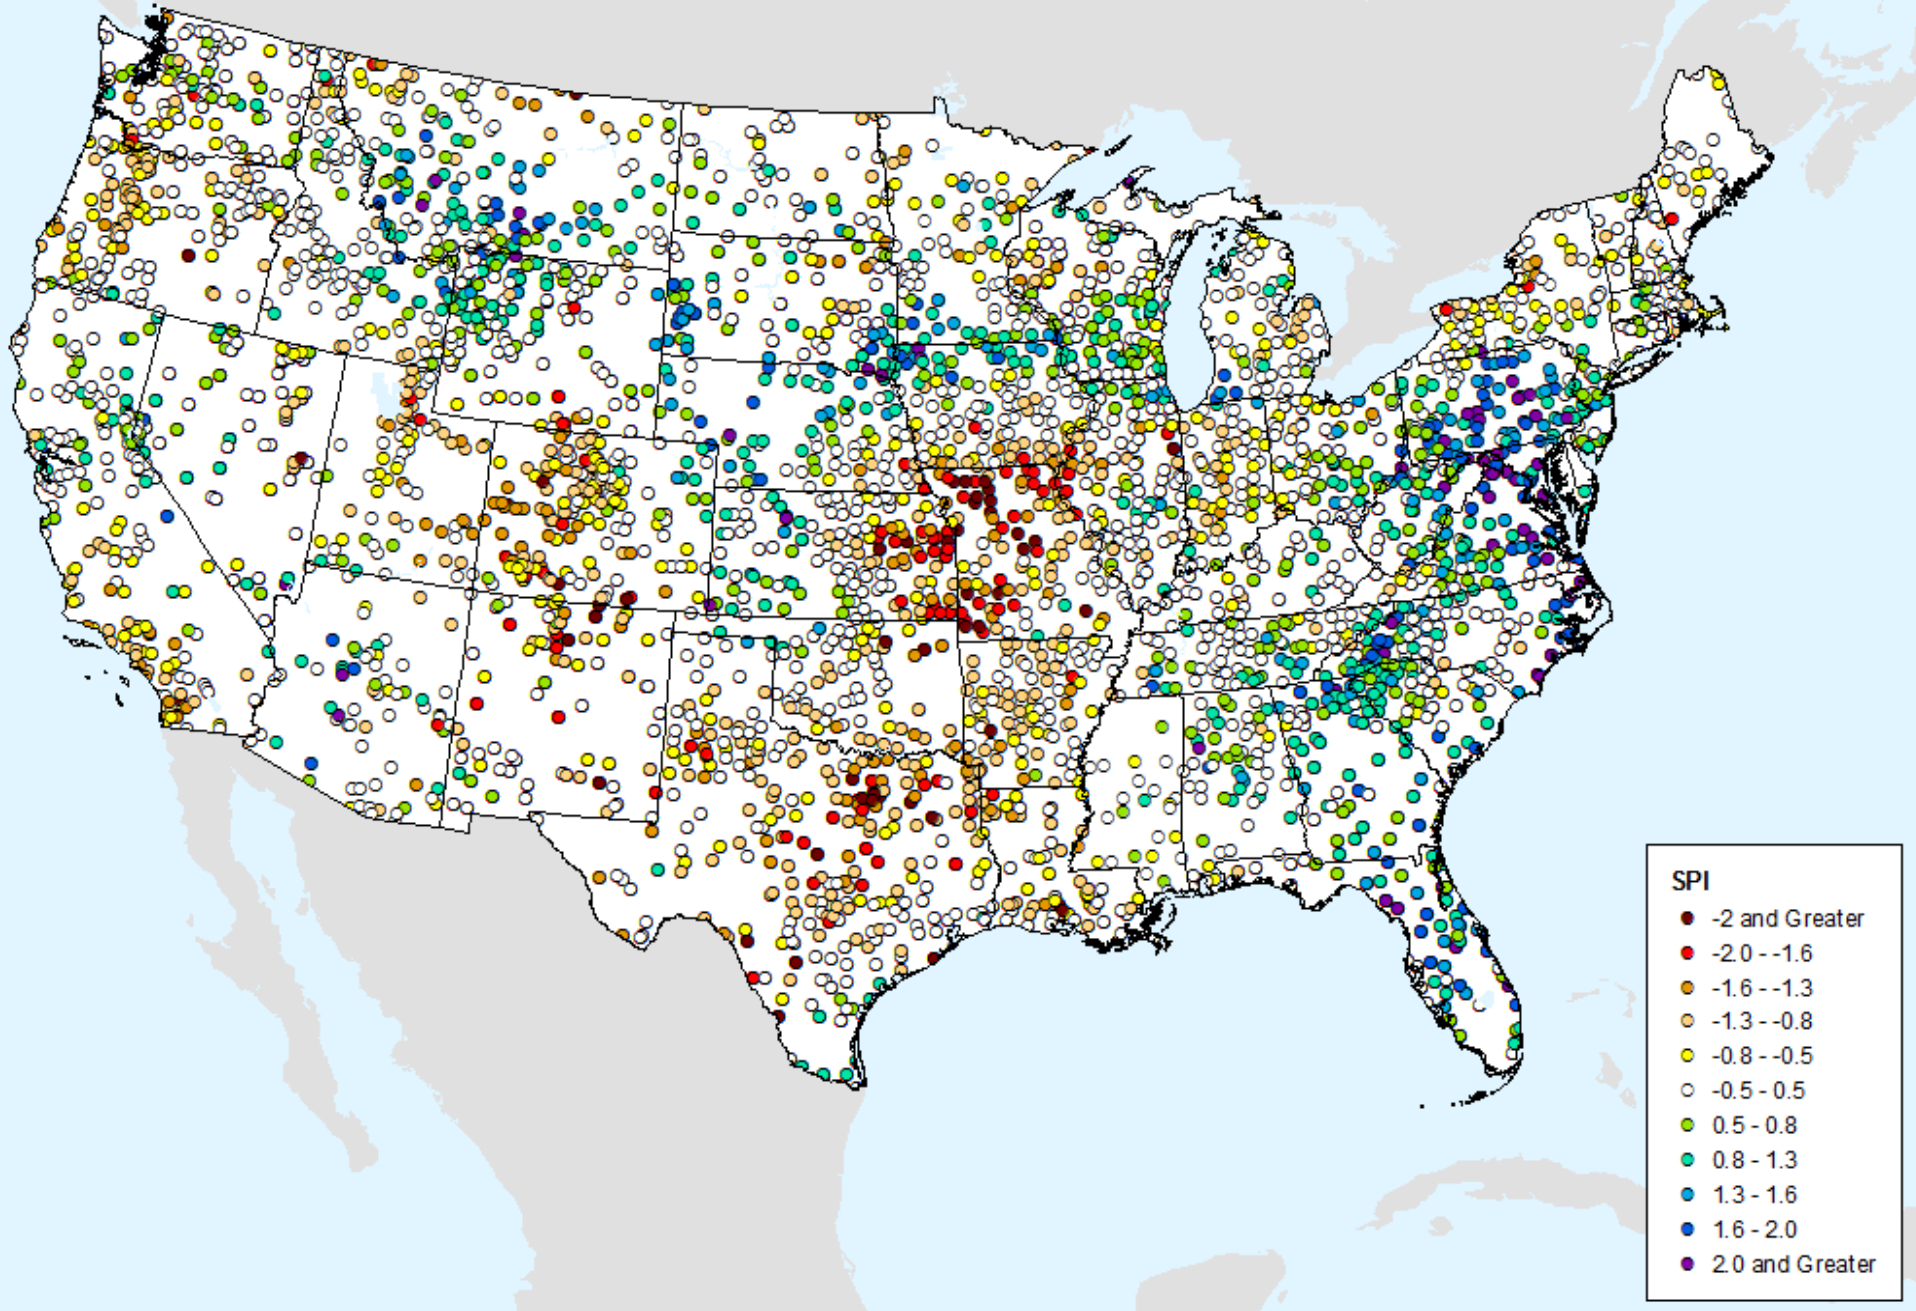 SPI
-2 and Greater
-2.0 - -1.6
-1.6 - -1.3
-1.3 - -0.8
-0.8 - -0.5
-0.5 - 0.5
0.5 - 0.8
0.8 - 1.3
1.3 - 1.6
1.6 - 2.0
2.0 and Greater